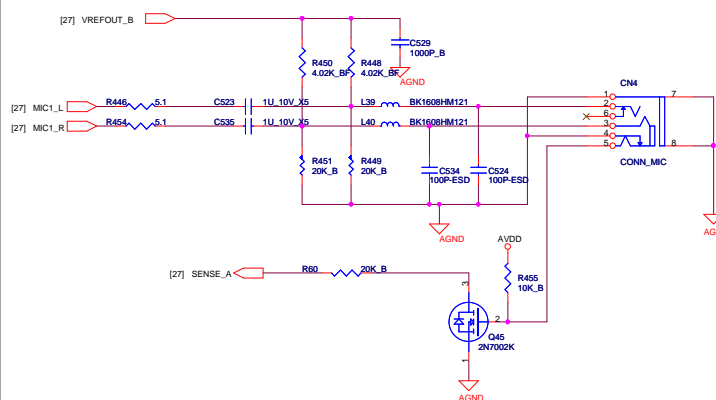 [27] VREFOUT_B
C529
1000P_B
R450
4.02K_BF
R448
4.02K_BF
AGND
CN4
[27] MIC1_L
R446
5.1
C523
1U_10V_X5
L39
BK1608HM121
1
2
6
3
4
5
7
8
[27] MIC1_R
R454
5.1
C535
1U_10V_X5
L40
BK1608HM121
CONN_MIC
R451
20K_B
R449
20K_B
C534
100P-ESD
C524
100P-ESD
AGND
AG
AVDD
[27] SENSE_A
R60
20K_B
R455
10K_B
3
2
1
Q45
2N7002K
AGND